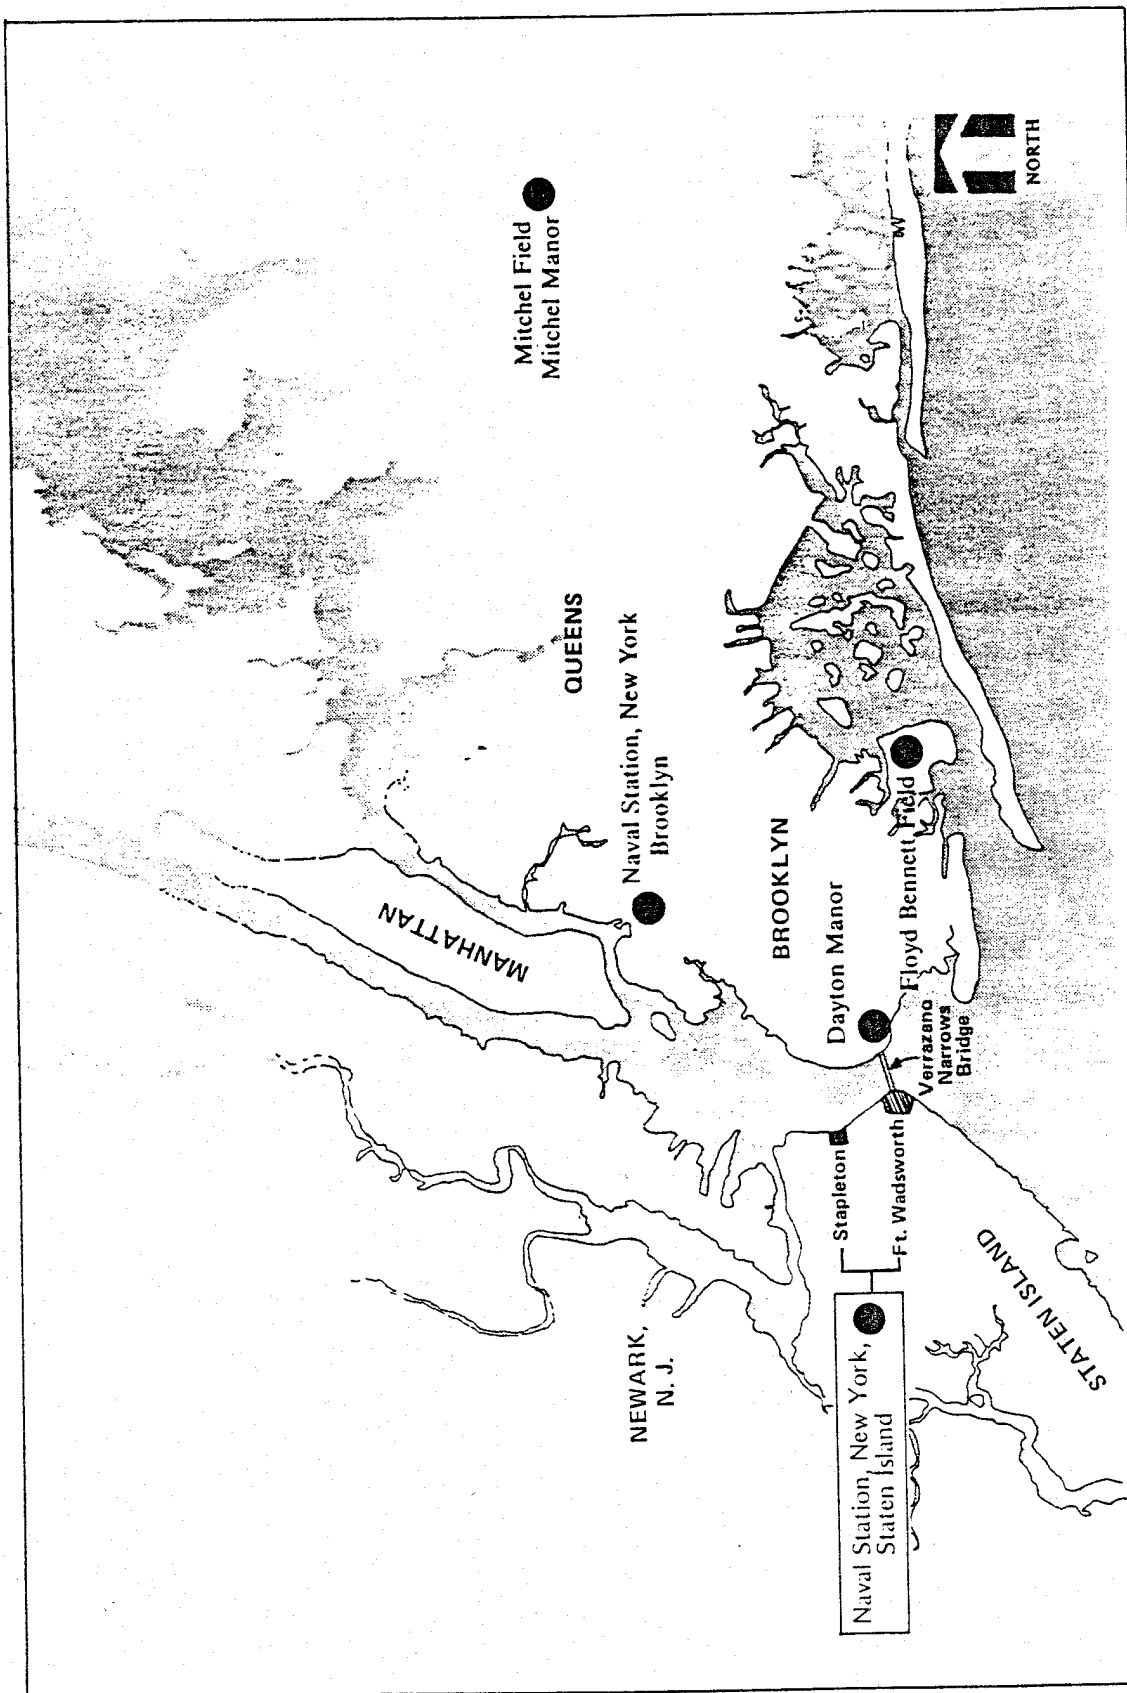 Mitchel Field
Mitchel Manor
QUEENS
Naval Station, New York
Brooklyn
MANHATTAN
BROOKLYN
Dayton Manor
Floyd Bennett Field
Verrazano
Narrows
Bridge
NEWARK,
N. J.
Stapleton
Ft. Wadsworth
Naval Station, New York,
Staten Island
STATEN ISLAND
NORTH